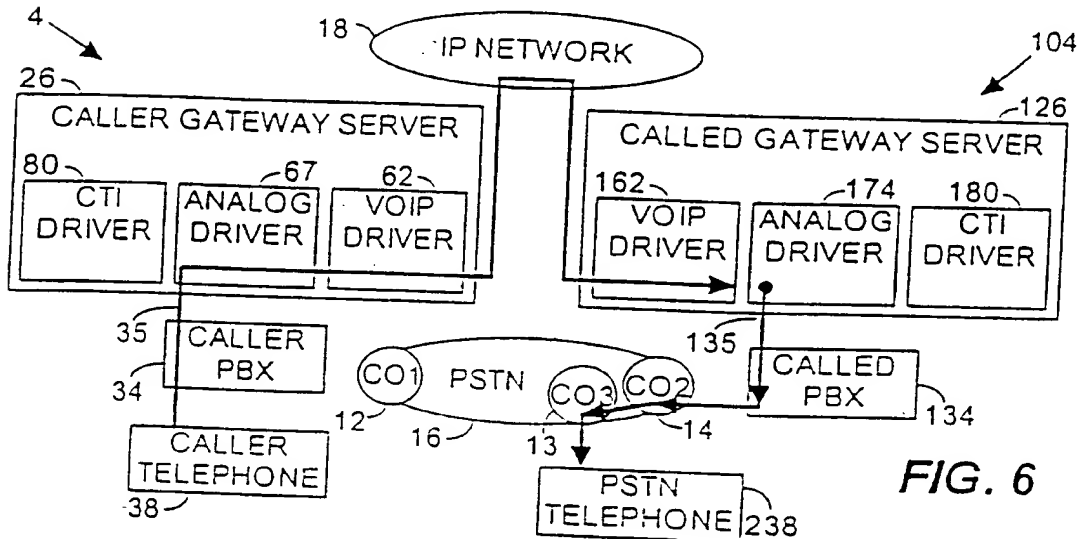 4
18
IP NETWORK
104
26
CALLER GATEWAY SERVER
80
CTI
DRIVER
67
ANALOG
DRIVER
62
VOIP
DRIVER
126
CALLED GATEWAY SERVER
162
VOIP
DRIVER
174
ANALOG
DRIVER
180
CTI
DRIVER
35
CALLER
PBX
34
CALLER
TELEPHONE
38
CO1
PSTN
CO3
CO2
12
16
13
14
135
CALLED
PBX
134
PSTN
TELEPHONE
238
FIG. 6